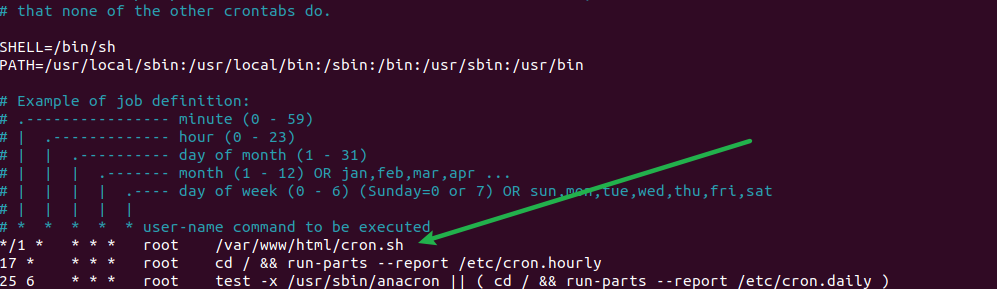 # that none of the other crontabs do.
SHELL=/bin/sh
PATH=/usr/local/sbin:/usr/local/bin:/sbin:/bin:/usr/sbin:/usr/bin
# Example of job definition:
# .---------------- minute (0 - 59)
# |  .------------- hour (0 - 23)
# |  |  .---------- day of month (1 - 31)
# |  |  |  .------- month (1 - 12) OR jan,feb,mar,apr ...
# |  |  |  |  .---- day of week (0 - 6) (Sunday=0 or 7) OR sun,mon,tue,wed,thu,fri,sat
# |  |  |  |  |
# *  *  *  *  * user-name command to be executed
*/1 *   * * *   root    /var/www/html/cron.sh
17 *    * * *   root    cd / && run-parts --report /etc/cron.hourly
25 6    * * *   root    test -x /usr/sbin/anacron || ( cd / && run-parts --report /etc/cron.daily )